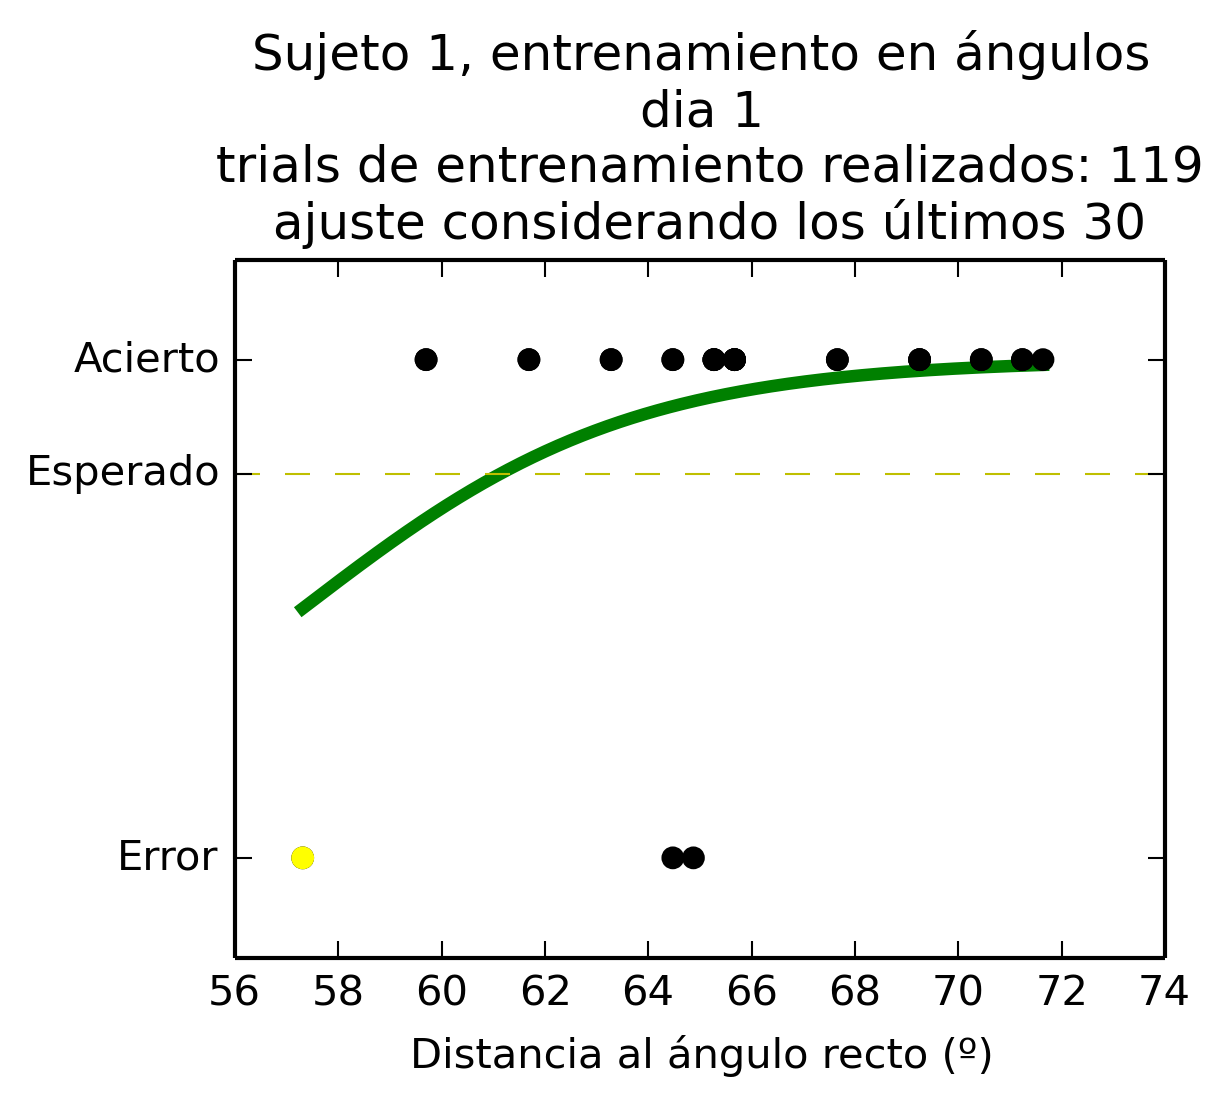 Sujeto 1, entrenamiento en ángulos
dia 1
trials de entrenamiento realizados: 119
ajuste considerando los últimos 30
Acierto
Esperado
Error
56 58 60 62 64 66 68 70 72 74
Distancia al ángulo recto (º)